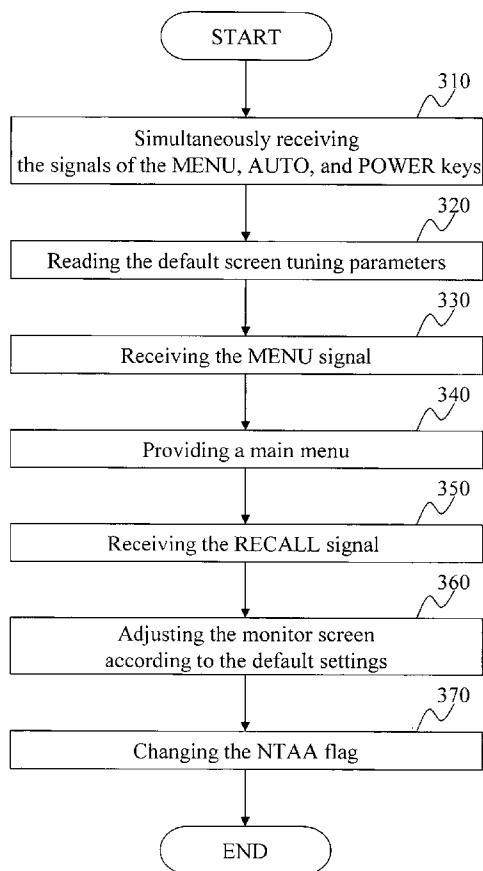 START
310
Simultaneously receiving
the signals of the MENU, AUTO, and POWER keys
320
Reading the default screen tuning parameters
330
Receiving the MENU signal
340
Providing a main menu
350
Receiving the RECALL signal
360
Adjusting the monitor screen
according to the default settings
370
Changing the NTAA flag
END